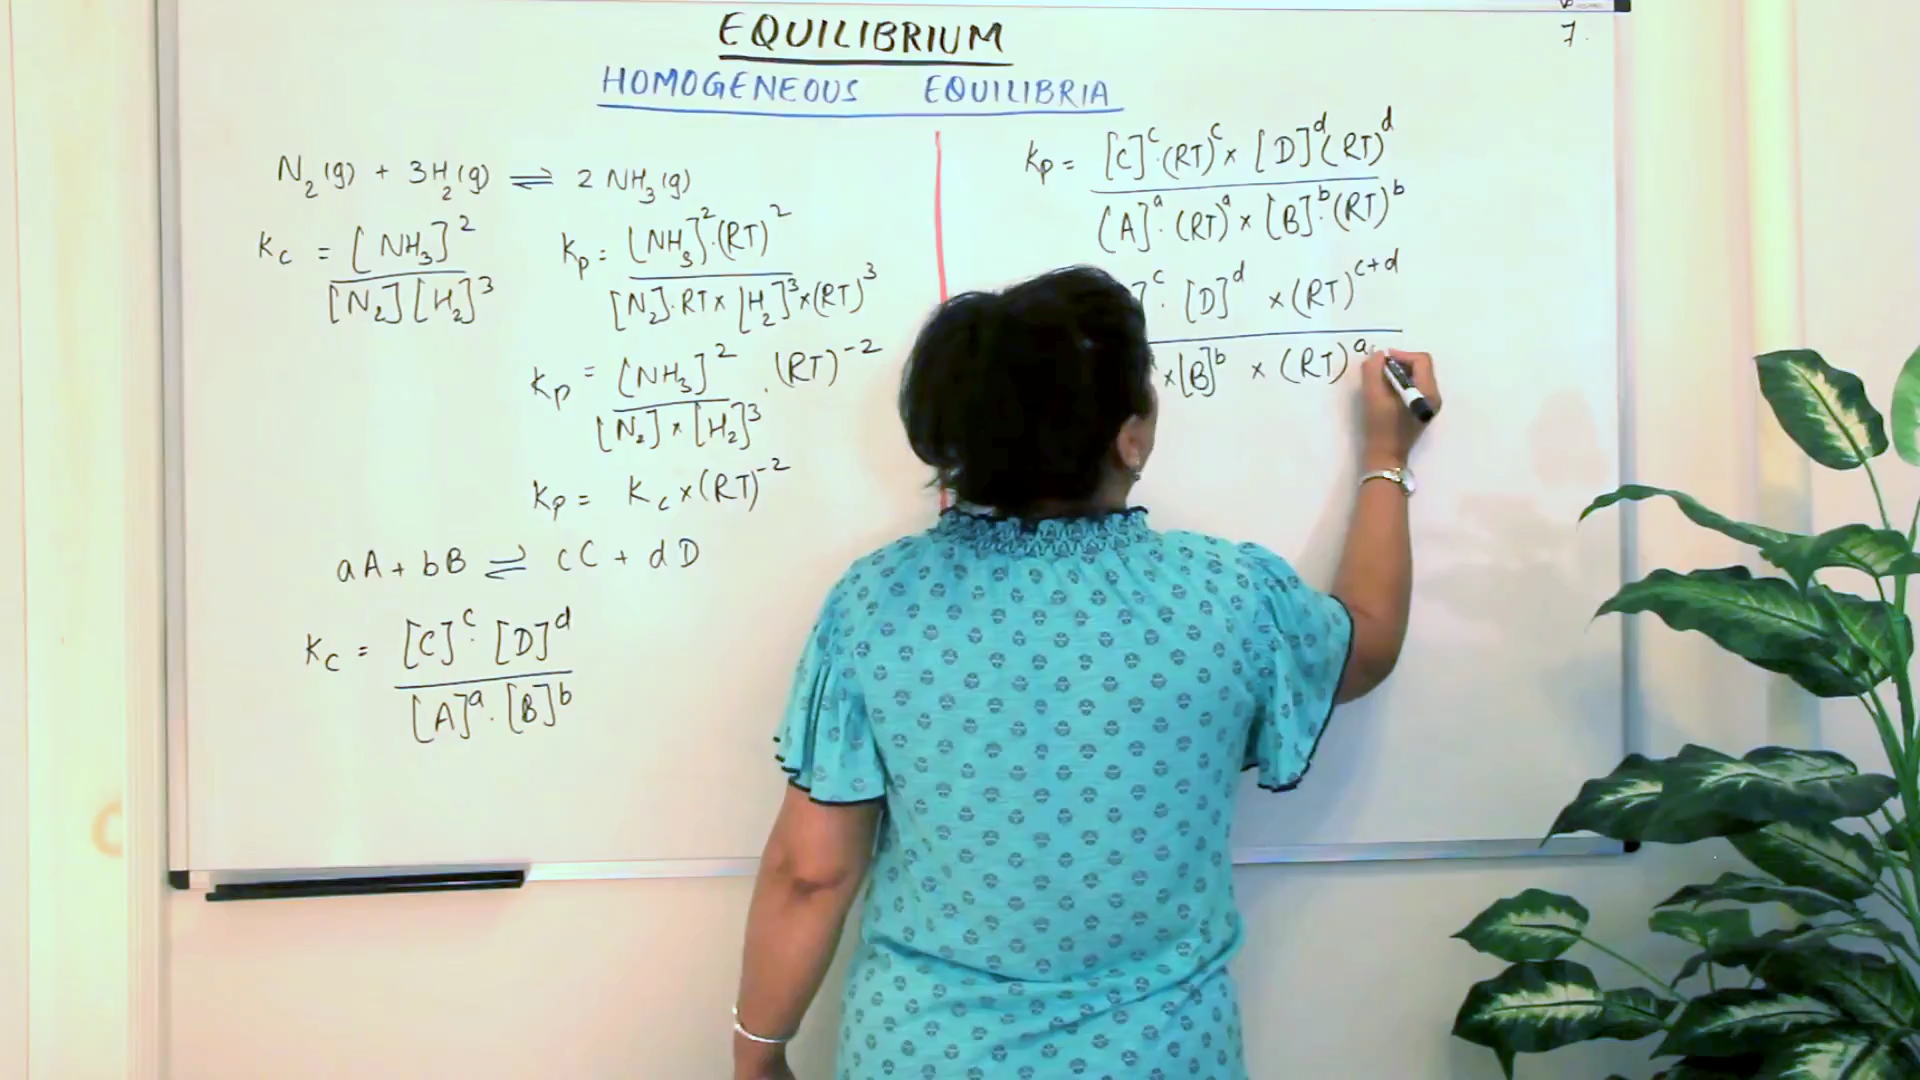 EQUILIBRIUM
HOMOGENEOUS EQUILIBRIA
7.
N₂(g) + 3H₂(g) ⇌ 2 NH₃(g)
Kc = [NH₃]² / [N₂][H₂]³
Kp = [NH₃]²·(RT)² / [N₂]·RT × [H₂]³×(RT)³
Kp = [NH₃]² / [N₂] × [H₂]³ · (RT)⁻²
Kp = Kc × (RT)⁻²
aA + bB ⇌ cC + dD
Kc = [C]ᶜ· [D]ᵈ / [A]ᵃ · [B]ᵇ
Kp = [C]ᶜ·(RT)ᶜ × [D]ᵈ(RT)ᵈ / [A]ᵃ· (RT)ᵃ × [B]ᵇ·(RT)ᵇ
]ᶜ· [D]ᵈ × (RT)ᶜ⁺ᵈ / ×[B]ᵇ × (RT)ᵃ